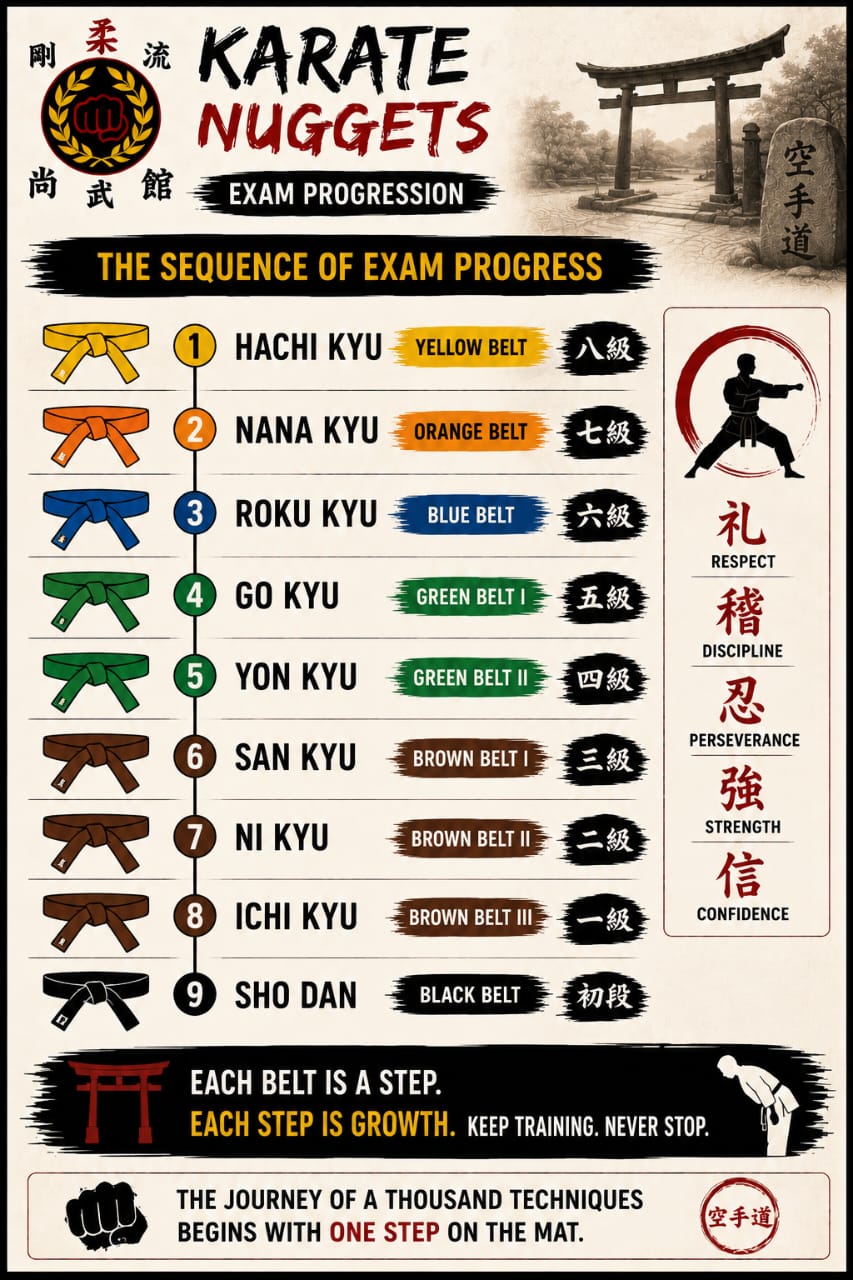 剛 柔 流
尚 武 館
KARATE
NUGGETS
EXAM PROGRESSION
空手道
THE SEQUENCE OF EXAM PROGRESS
1 HACHI KYU YELLOW BELT 八級
2 NANA KYU ORANGE BELT 七級
3 ROKU KYU BLUE BELT 六級
4 GO KYU GREEN BELT I 五級
5 YON KYU GREEN BELT II 四級
6 SAN KYU BROWN BELT I 三級
7 NI KYU BROWN BELT II 二級
8 ICHI KYU BROWN BELT III 一級
9 SHO DAN BLACK BELT 初段
礼
RESPECT
稽
DISCIPLINE
忍
PERSEVERANCE
強
STRENGTH
信
CONFIDENCE
EACH BELT IS A STEP.
EACH STEP IS GROWTH. KEEP TRAINING. NEVER STOP.
THE JOURNEY OF A THOUSAND TECHNIQUES
BEGINS WITH ONE STEP ON THE MAT.
空手道